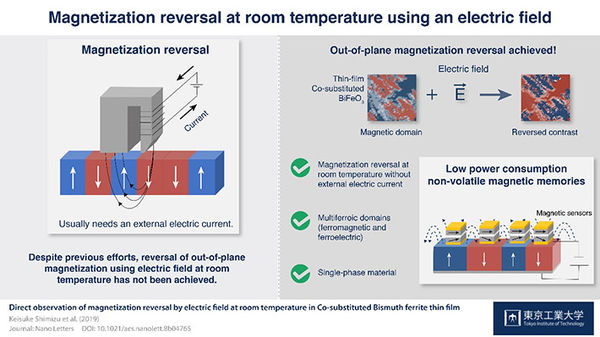 Magnetization reversal at room temperature using an electric field
Magnetization reversal
Current
Usually needs an external electric current.
Despite previous efforts, reversal of out-of-plane
magnetization using electric field at room
temperature has not been achieved.
Out-of-plane magnetization reversal achieved!
Thin-film
Co-substituted
BiFeO3
Electric field
+ E
Magnetic domain
Reversed contrast
Magnetization reversal at
room temperature without
external electric current
Multiferroic domains
(ferromagnetic and
ferroelectric)
Single-phase material
Low power consumption
non-volatile magnetic memories
Magnetic sensors
Direct observation of magnetization reversal by electric field at room temperature in Co-substituted Bismuth ferrite thin film
Keisuke Shimizu et al. (2019)
Journal: Nano Letters DOI: 10.1021/aes.nanolett.8b04765
東京工業大学
Tokyo Institute of Technology